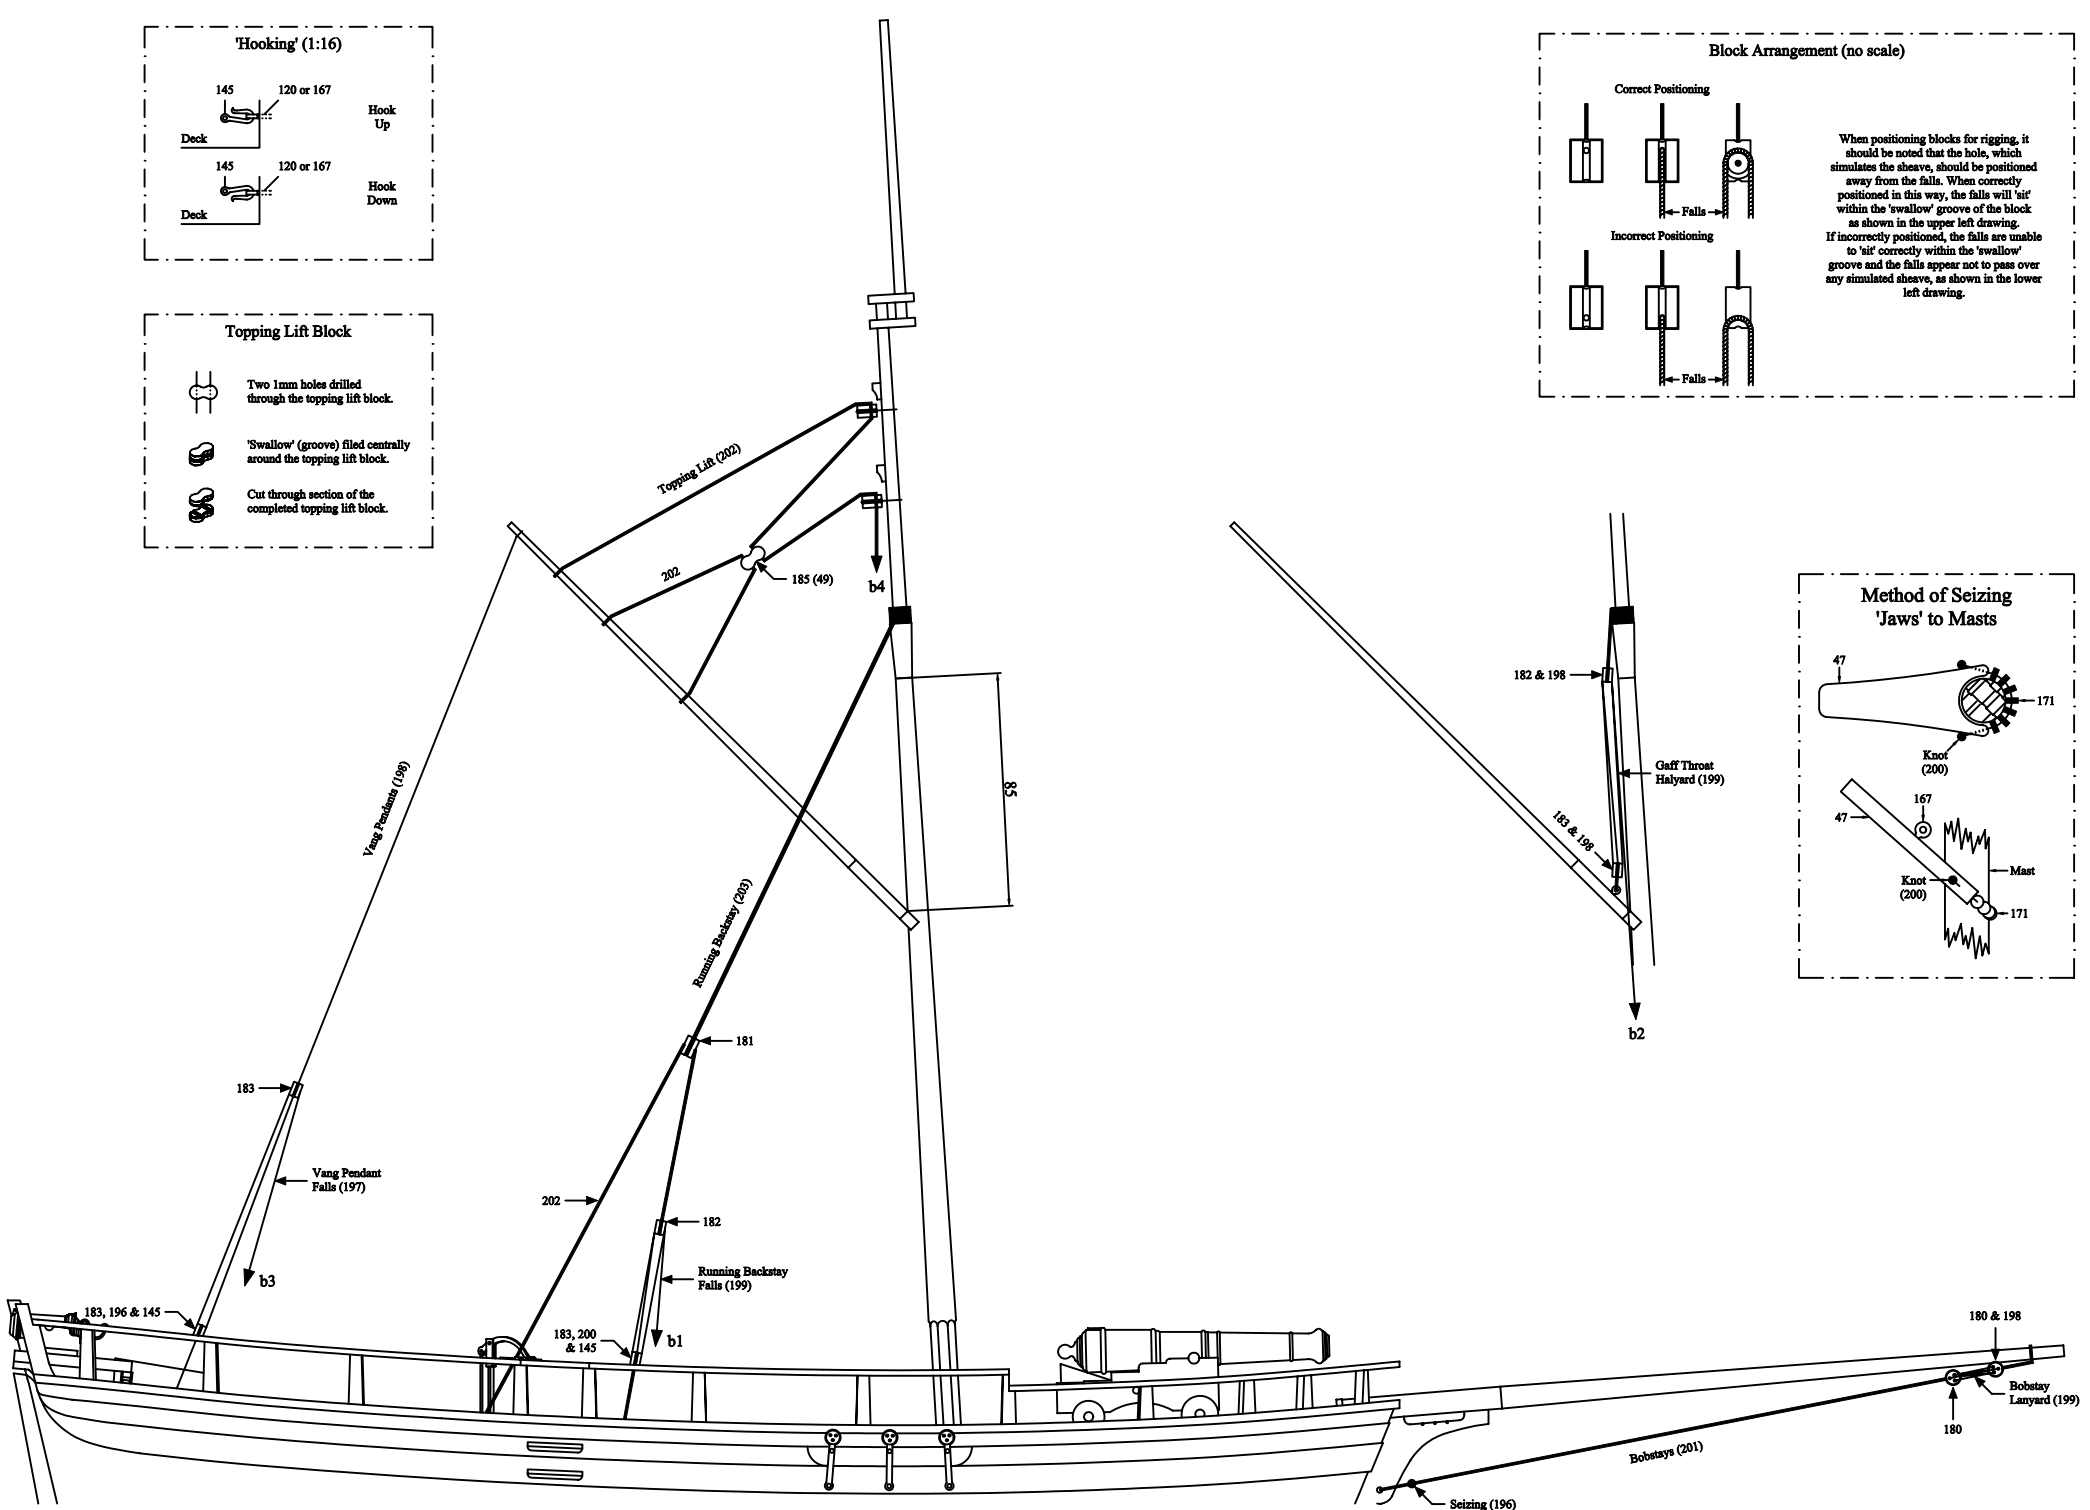 'Hooking' (1:16)
145
120 or 167
Hook
Up
Deck
145
120 or 167
Hook
Down
Deck
Topping Lift Block
Two 1mm holes drilled
through the topping lift block.
'Swallow' (groove) filed centrally
around the topping lift block.
Cut through section of the
completed topping lift block.
Block Arrangement (no scale)
Correct Positioning
Falls
Incorrect Positioning
Falls
When positioning blocks for rigging, it
should be noted that the hole, which
simulates the sheave, should be positioned
away from the falls. When correctly
positioned in this way, the falls will 'sit'
within the 'swallow' groove of the block
as shown in the upper left drawing.
If incorrectly positioned, the falls are unable
to 'sit' correctly within the 'swallow'
groove and the falls appear not to pass over
any simulated sheave, as shown in the lower
left drawing.
Topping Lift (202)
202
185 (49)
b4
85
Vang Pendants (198)
Running Backstay (203)
181
183
Vang Pendant
Falls (197)
202
182
Running Backstay
Falls (199)
b3
183, 196 & 145
183, 200
& 145
b1
182 & 198
Gaff Throat
Halyard (199)
183 & 198
b2
Method of Seizing
'Jaws' to Masts
47
171
Knot
(200)
167
47
Mast
Knot
(200)
171
180 & 198
Bobstay
Lanyard (199)
180
Bobstays (201)
Seizing (196)